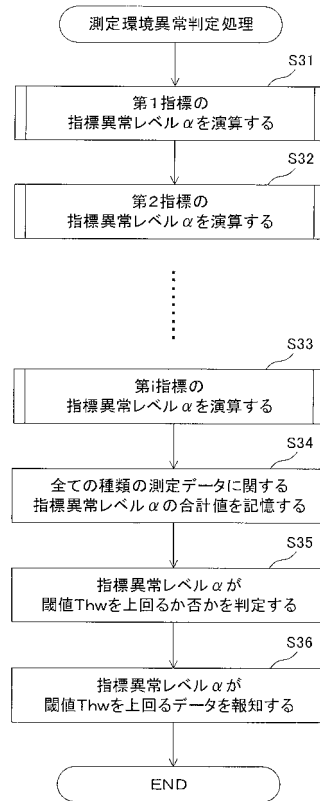 測定環境異常判定処理
S31
第1指標の
指標異常レベルαを演算する
S32
第2指標の
指標異常レベルαを演算する
S33
第i指標の
指標異常レベルαを演算する
S34
全ての種類の測定データに関する
指標異常レベルαの合計値を記憶する
S35
指標異常レベルαが
閾値Thwを上回るか否かを判定する
S36
指標異常レベルαが
閾値Thwを上回るデータを報知する
END